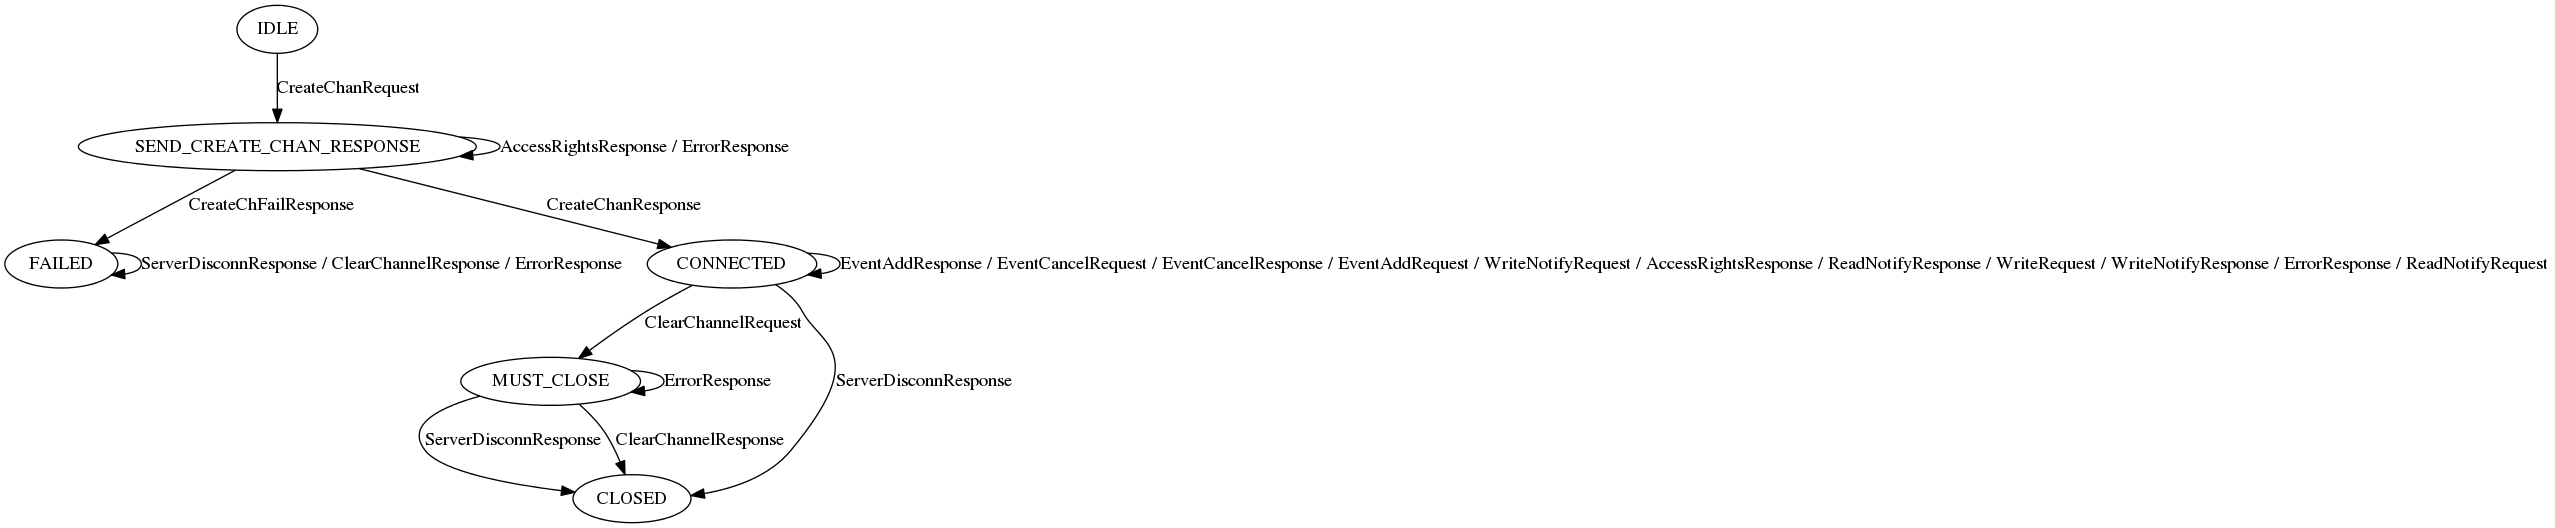 IDLE
CreateChanRequest
SEND_CREATE_CHAN_RESPONSE
AccessRightsResponse / ErrorResponse
CreateChFailResponse
CreateChanResponse
FAILED
ServerDisconnResponse / ClearChannelResponse / ErrorResponse
CONNECTED
EventAddResponse / EventCancelRequest / EventCancelResponse / EventAddRequest / WriteNotifyRequest / AccessRightsResponse / ReadNotifyResponse / WriteRequest / WriteNotifyResponse / ErrorResponse / ReadNotifyRequest
ClearChannelRequest
MUST_CLOSE
ErrorResponse
ServerDisconnResponse
ServerDisconnResponse
ClearChannelResponse
CLOSED